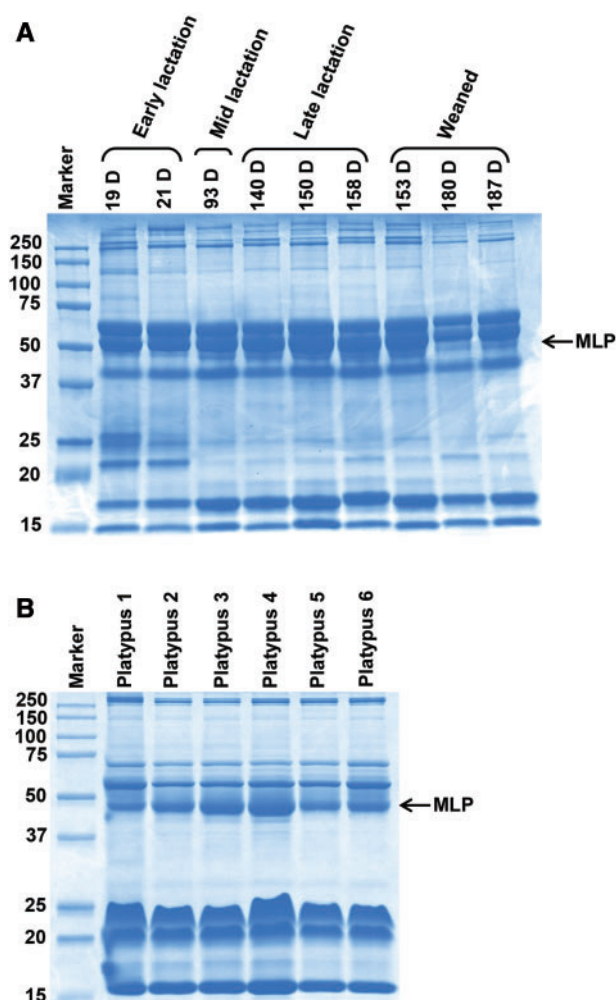 A
Early lactation
Mid lactation
Late lactation
Weaned
Marker
19 D
21 D
93 D
140 D
150 D
158 D
153 D
180 D
187 D
250
150
100
75
50
37
25
20
15
MLP
B
Marker
Platypus 1
Platypus 2
Platypus 3
Platypus 4
Platypus 5
Platypus 6
250
150
100
75
50
37
25
20
15
MLP